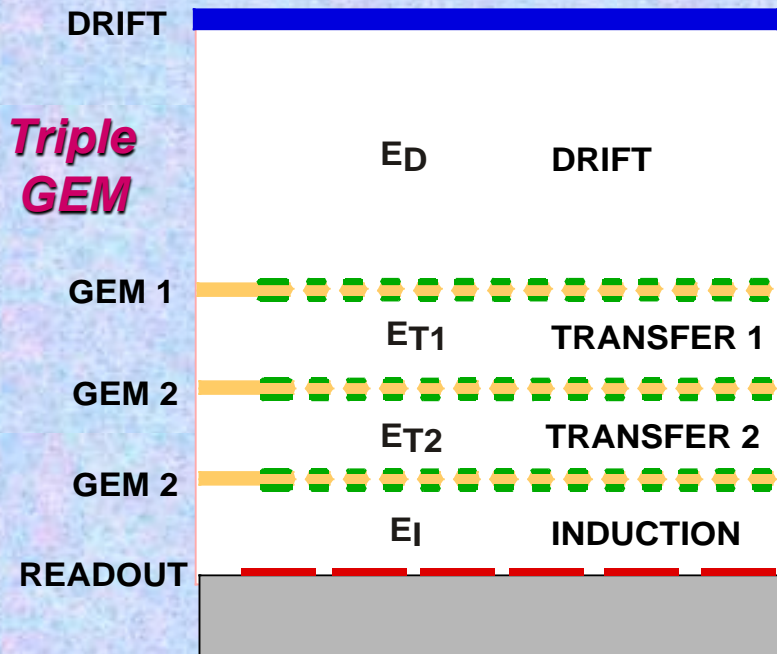 DRIFT
Triple
GEM
ED DRIFT
GEM 1
ET1 TRANSFER 1
GEM 2
ET2 TRANSFER 2
GEM 2
EI INDUCTION
READOUT